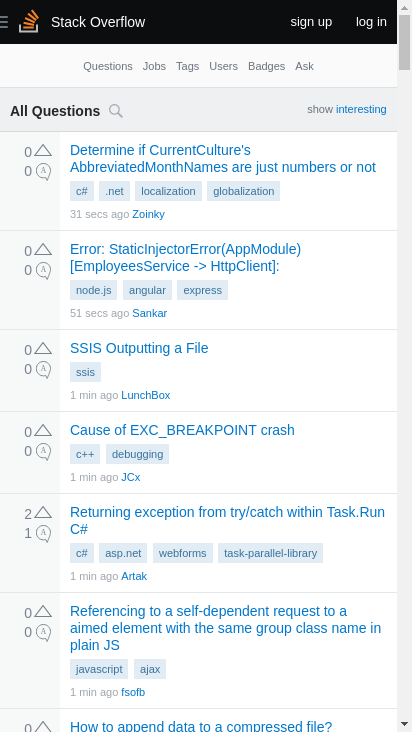 Stack Overflow sign up log in
Questions Jobs Tags Users Badges Ask
All Questions show interesting
0 Determine if CurrentCulture's
AbbreviatedMonthNames are just numbers or not
0 A
c# .net localization globalization
31 secs ago Zoinky
0 Error: StaticInjectorError(AppModule)
[EmployeesService -> HttpClient]:
0 A
node.js angular express
51 secs ago Sankar
0 SSIS Outputting a File
0 A
ssis
1 min ago LunchBox
0 Cause of EXC_BREAKPOINT crash
0 A
c++ debugging
1 min ago JCx
2 Returning exception from try/catch within Task.Run
C#
1 A
c# asp.net webforms task-parallel-library
1 min ago Artak
0 Referencing to a self-dependent request to a
aimed element with the same group class name in
0 A
plain JS
javascript ajax
1 min ago fsofb
0 How to append data to a compressed file?